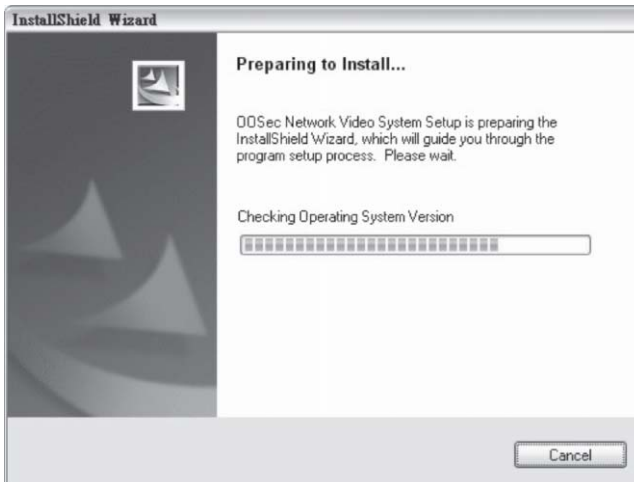 InstallShield Wizard
Preparing to Install...
OOSec Network Video System Setup is preparing the
InstallShield Wizard, which will guide you through the
program setup process. Please wait.
Checking Operating System Version
Cancel